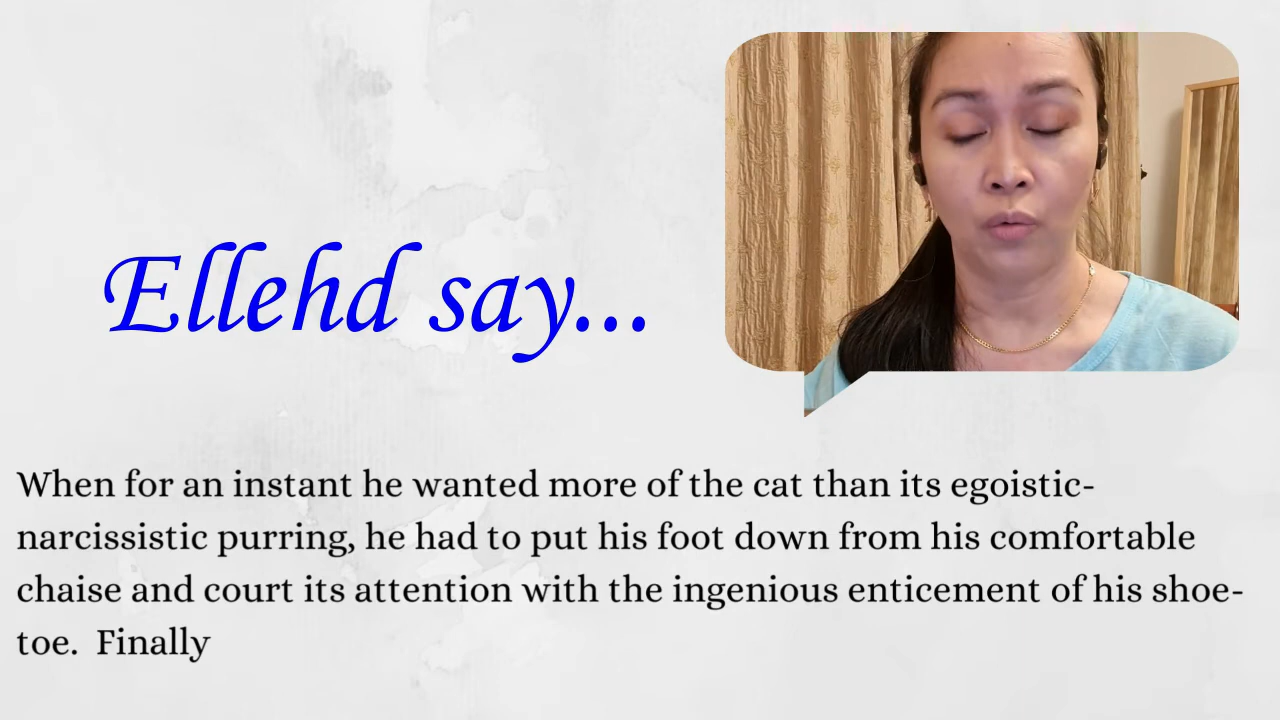 Ellehd say...
When for an instant he wanted more of the cat than its egoistic-
narcissistic purring, he had to put his foot down from his comfortable
chaise and court its attention with the ingenious enticement of his shoe-
toe.  Finally